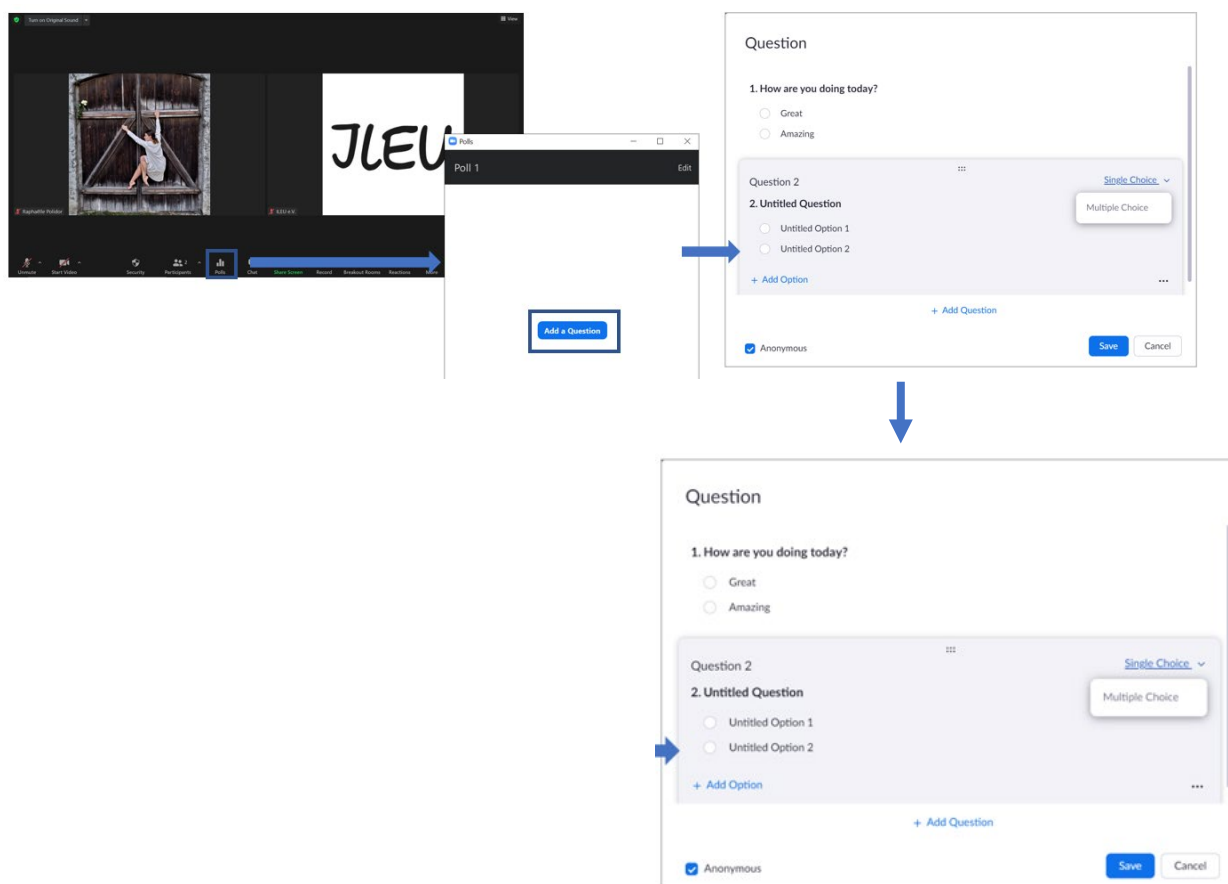 Turn on Original Sound
View
JLEU
Raphaëlle Polidor
JLEU e.V.
Unmute
Start Video
Security
Participants 2
Polls
Chat
Share Screen
Record
Breakout Rooms
Reactions
More
Polls
Poll 1
Edit
Add a Question
Question
1. How are you doing today?
Great
Amazing
Question 2
Single Choice
2. Untitled Question
Multiple Choice
Untitled Option 1
Untitled Option 2
+ Add Option
+ Add Question
Anonymous
Save
Cancel
Question
1. How are you doing today?
Great
Amazing
Question 2
Single Choice
2. Untitled Question
Multiple Choice
Untitled Option 1
Untitled Option 2
+ Add Option
+ Add Question
Anonymous
Save
Cancel